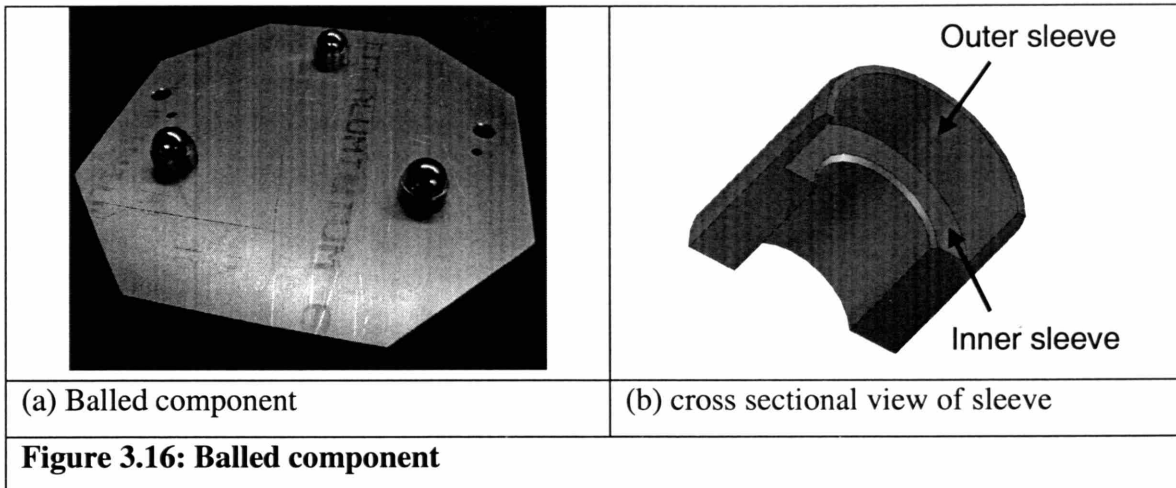 Outer sleeve
Inner sleeve
(a) Balled component
(b) cross sectional view of sleeve
Figure 3.16: Balled component